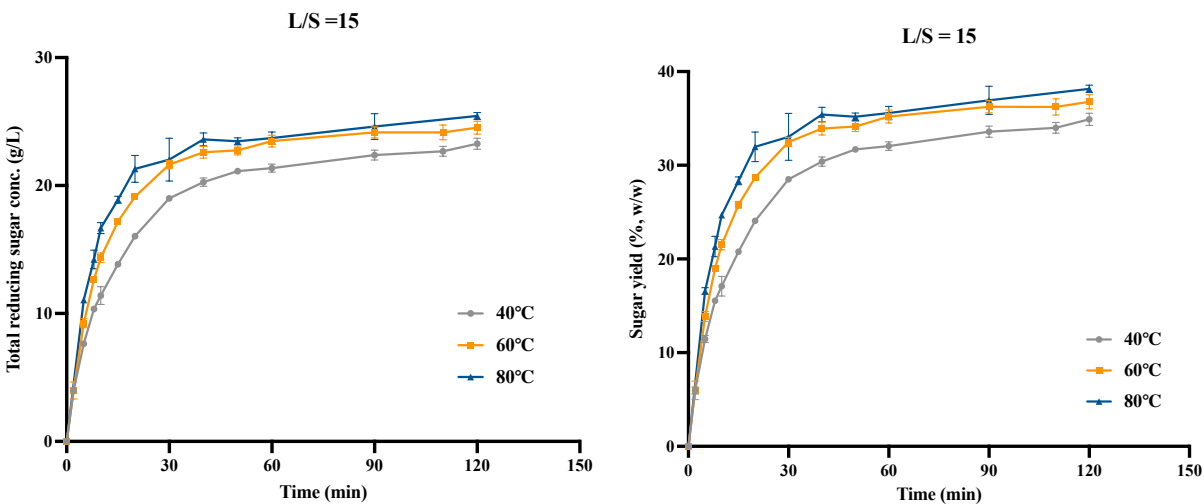 L/S =15
Total reducing sugar conc. (g/L)
30
20
10
0
0 30 60 90 120 150
Time (min)
40℃
60℃
80℃
L/S = 15
Sugar yield (%, w/w)
40
30
20
10
0
0 30 60 90 120 150
Time (min)
40℃
60℃
80℃